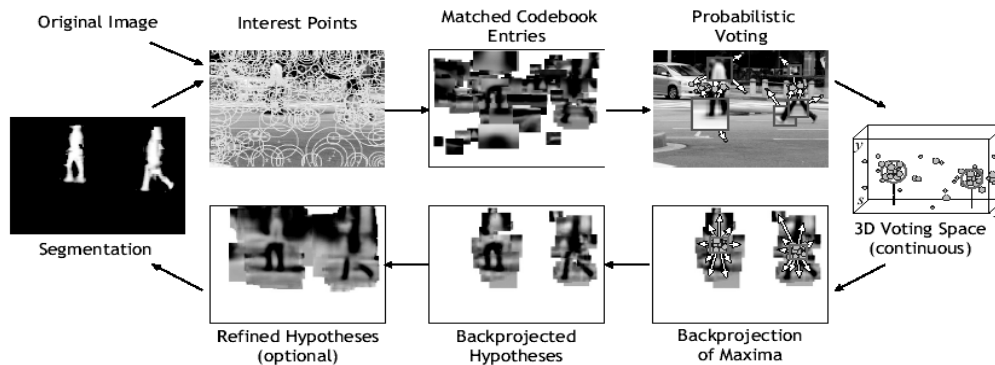 Original Image
Interest Points
Matched Codebook
Entries
Probabilistic
Voting
y
s
3D Voting Space
(continuous)
Segmentation
Refined Hypotheses
(optional)
Backprojected
Hypotheses
Backprojection
of Maxima